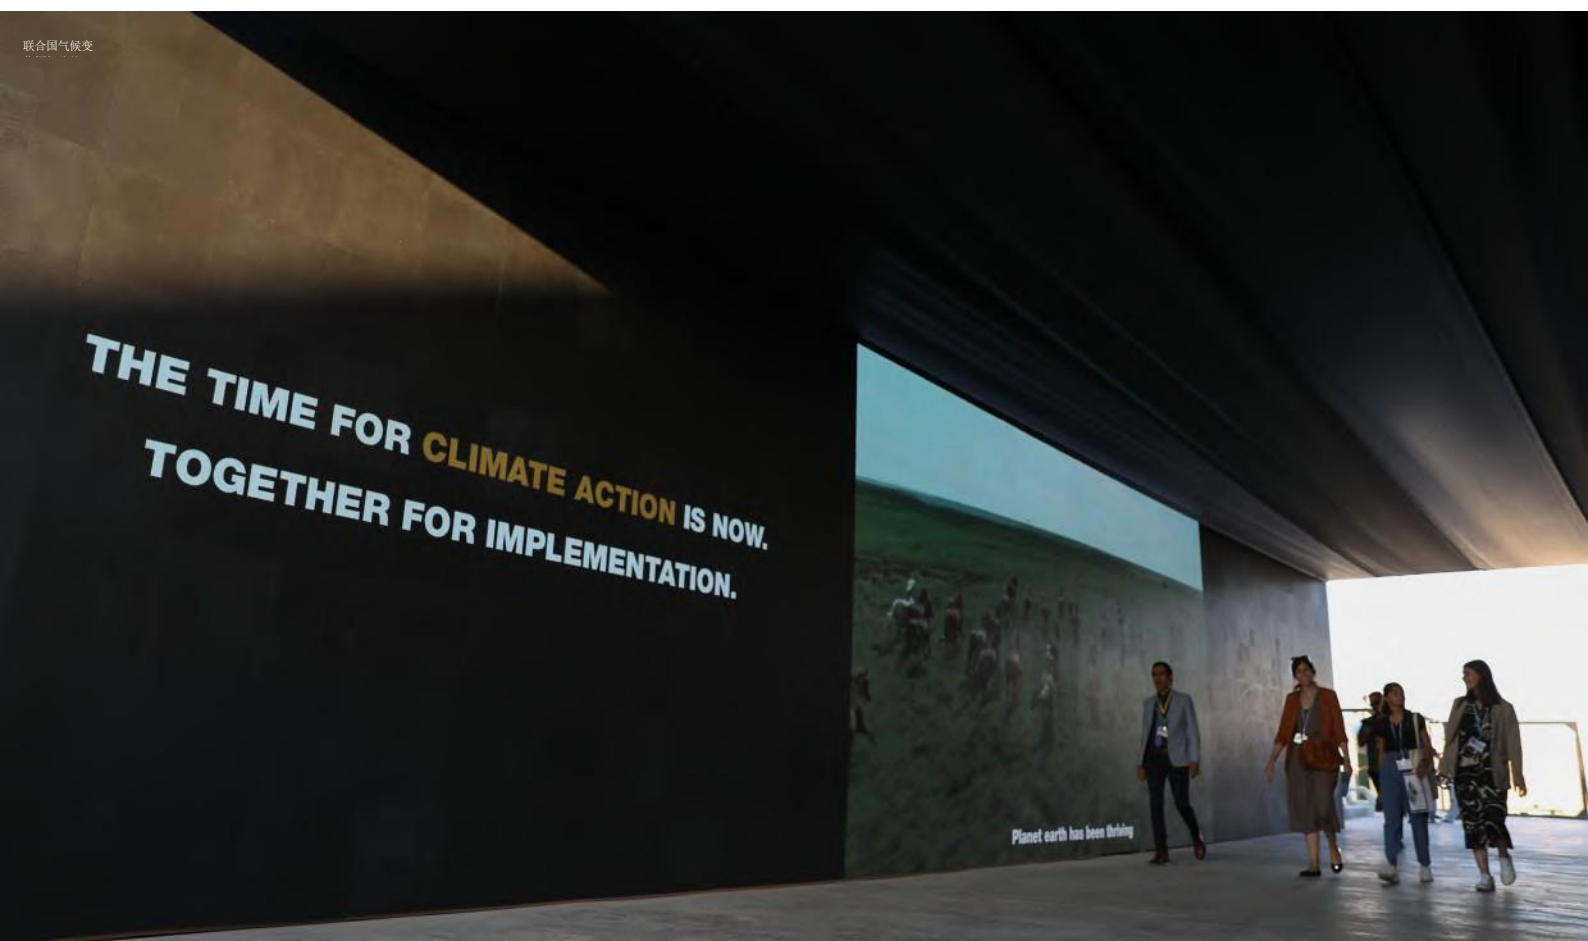 联合国气候变
THE TIME FOR CLIMATE ACTION IS NOW.
TOGETHER FOR IMPLEMENTATION.
Planet earth has been thriving